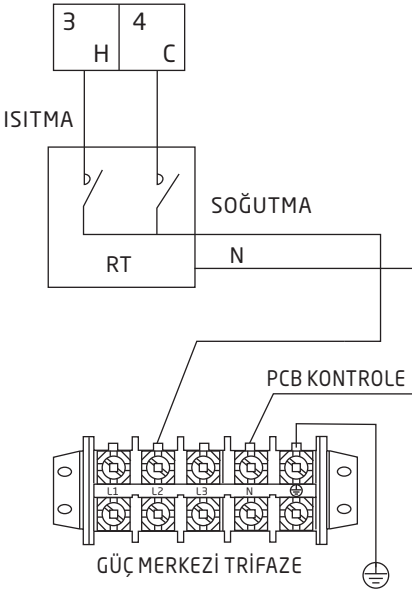 3 4
H C
ISITMA
SOĞUTMA
RT
N
PCB KONTROLE
L1 L2 L3 N
GÜÇ MERKEZİ TRİFAZE